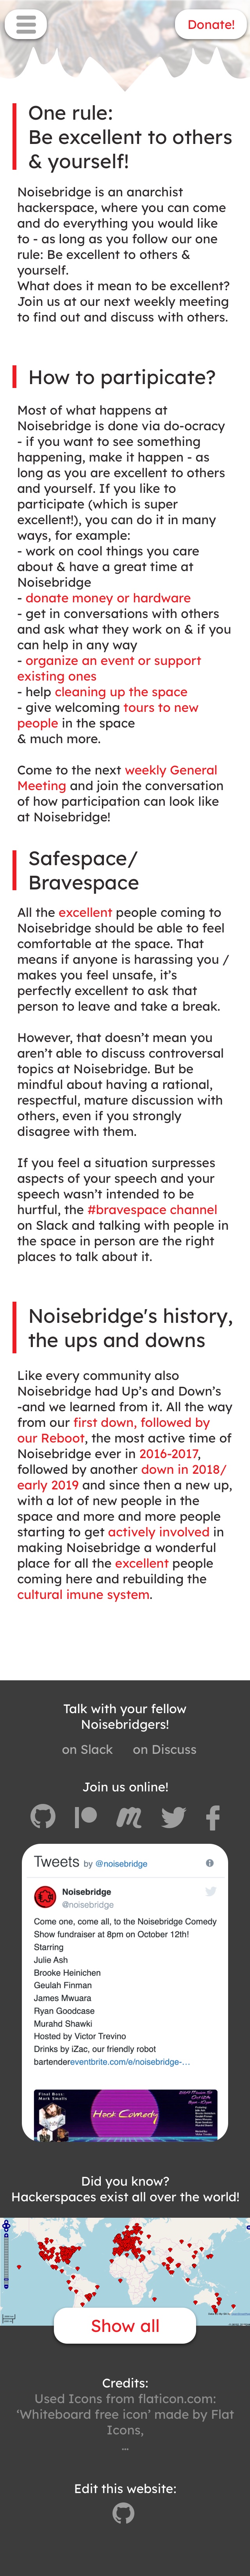 Donate!
One rule:
Be excellent to others
& yourself!
Noisebridge is an anarchist
hackerspace, where you can come
and do everything you would like
to - as long as you follow our one
rule: Be excellent to others &
yourself.
What does it mean to be excellent?
Join us at our next weekly meeting
to find out and discuss with others.
How to partipicate?
Most of what happens at
Noisebridge is done via do-ocracy
- if you want to see something
happening, make it happen - as
long as you are excellent to others
and yourself. If you like to
participate (which is super
excellent!), you can do it in many
ways, for example:
- work on cool things you care
about & have a great time at
Noisebridge
- donate money or hardware
- get in conversations with others
and ask what they work on & if you
can help in any way
- organize an event or support
existing ones
- help cleaning up the space
- give welcoming tours to new
people in the space
& much more.
Come to the next weekly General
Meeting and join the conversation
of how participation can look like
at Noisebridge!
Safespace/
Bravespace
All the excellent people coming to
Noisebridge should be able to feel
comfortable at the space. That
means if anyone is harassing you /
makes you feel unsafe, it's
perfectly excellent to ask that
person to leave and take a break.
However, that doesn't mean you
aren't able to discuss controversal
topics at Noisebridge. But be
mindful about having a rational,
respectful, mature discussion with
others, even if you strongly
disagree with them.
If you feel a situation surpresses
aspects of your speech and your
speech wasn't intended to be
hurtful, the #bravespace channel
on Slack and talking with people in
the space in person are the right
places to talk about it.
Noisebridge's history,
the ups and downs
Like every community also
Noisebridge had Up's and Down's
-and we learned from it. All the way
from our first down, followed by
our Reboot, the most active time of
Noisebridge ever in 2016-2017,
followed by another down in 2018/
early 2019 and since then a new up,
with a lot of new people in the
space and more and more people
starting to get actively involved in
making Noisebridge a wonderful
place for all the excellent people
coming here and rebuilding the
cultural imune system.
Talk with your fellow
Noisebridgers!
on Slack on Discuss
Join us online!
Tweets by @noisebridge
Noisebridge
@noisebridge
Come one, come all, to the Noisebridge Comedy
Show fundraiser at 8pm on October 12th!
Starring
Julie Ash
Brooke Heinichen
Geulah Finman
James Mwuara
Ryan Goodcase
Murahd Shawki
Hosted by Victor Trevino
Drinks by iZac, our friendly robot
bartendereventbrite.com/e/noisebridge-…
Hack Comedy
Did you know?
Hackerspaces exist all over the world!
Show all
Credits:
Used Icons from flaticon.com:
'Whiteboard free icon' made by Flat
Icons,
...
Edit this website: